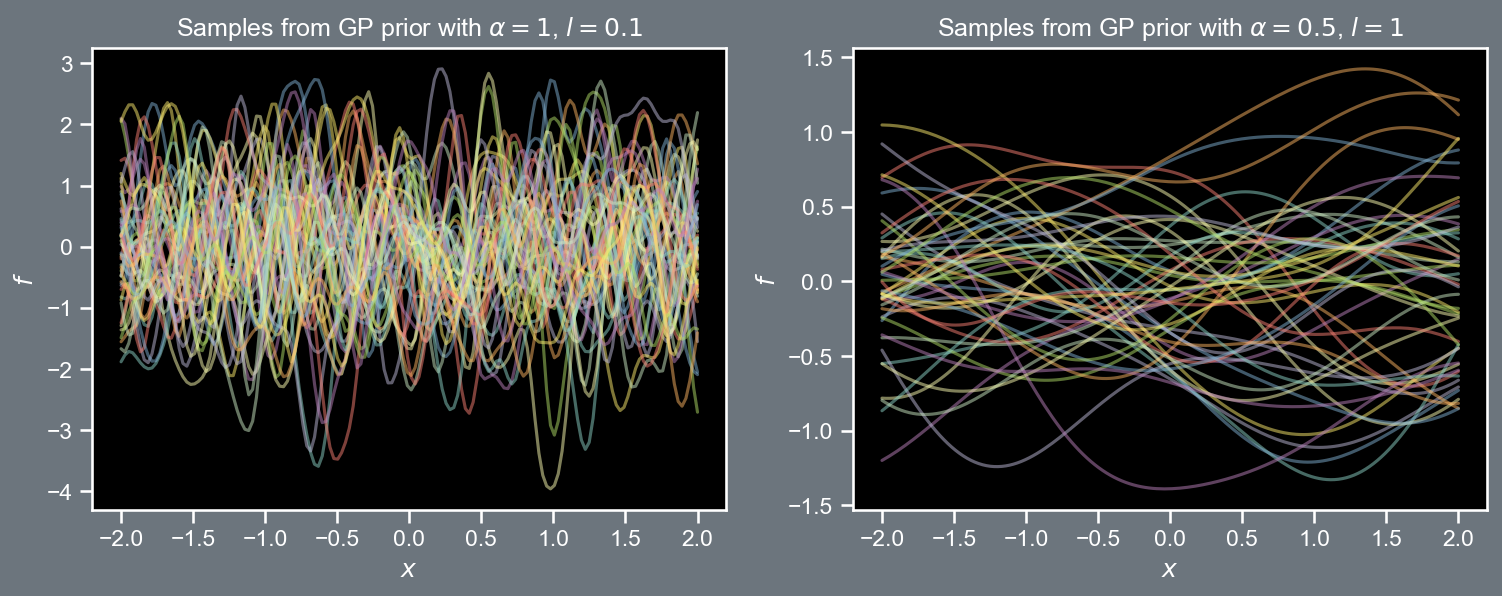 Samples from GP prior with α = 1, l = 0.1
3
2
1
0
−1
−2
−3
−4
f
−2.0 −1.5 −1.0 −0.5 0.0 0.5 1.0 1.5 2.0
x
Samples from GP prior with α = 0.5, l = 1
1.5
1.0
0.5
0.0
−0.5
−1.0
−1.5
f
−2.0 −1.5 −1.0 −0.5 0.0 0.5 1.0 1.5 2.0
x